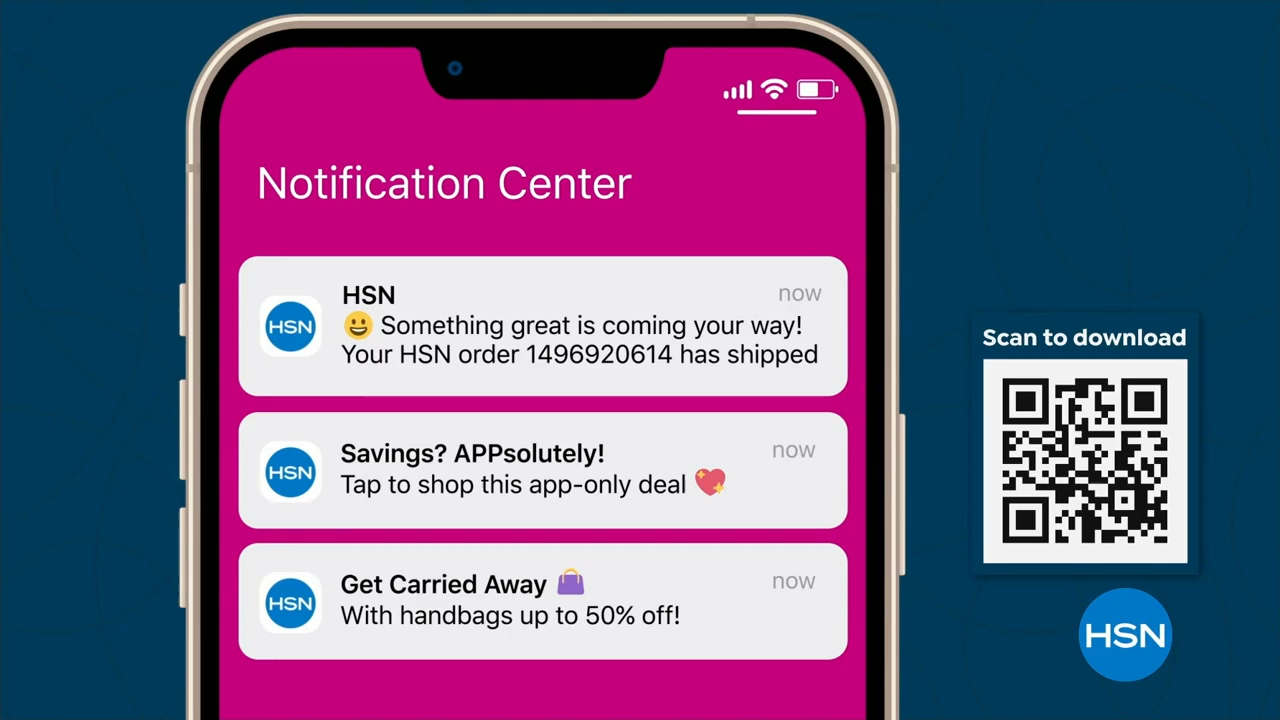 Notification Center
HSN
now
😀 Something great is coming your way!
Your HSN order 1496920614 has shipped
HSN
Savings? APPsolutely!
now
Tap to shop this app-only deal 💖
HSN
Get Carried Away 👜
now
With handbags up to 50% off!
HSN
Scan to download
HSN